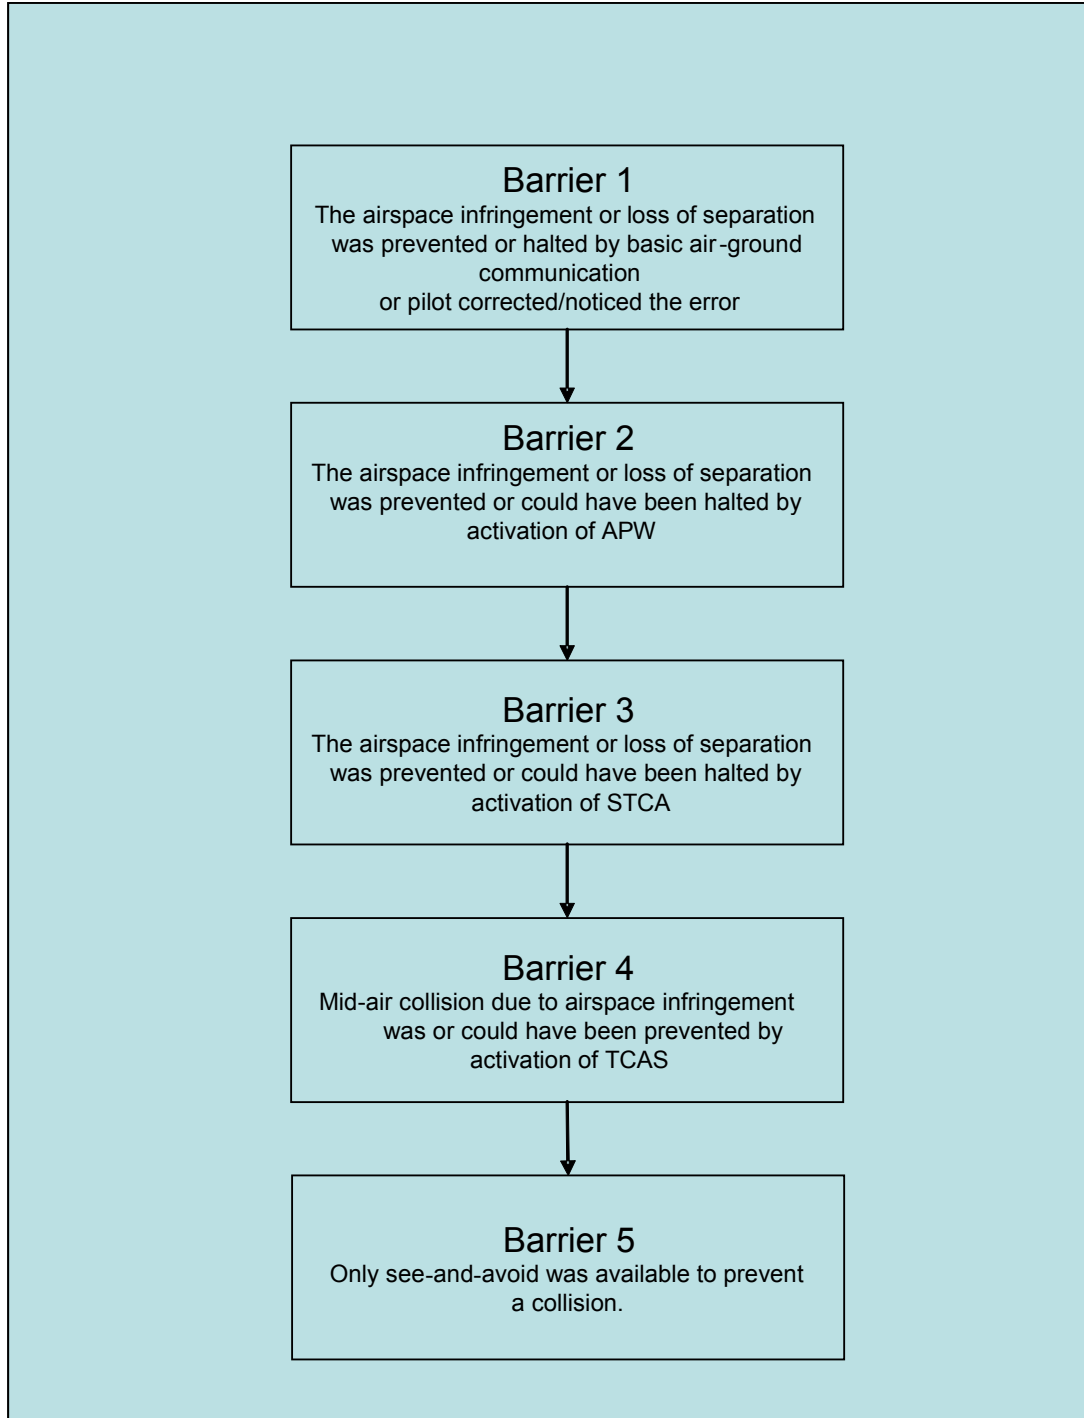 Barrier 1
The airspace infringement or loss of separation
was prevented or halted by basic air-ground
communication
or pilot corrected/noticed the error
Barrier 2
The airspace infringement or loss of separation
was prevented or could have been halted by
activation of APW
Barrier 3
The airspace infringement or loss of separation
was prevented or could have been halted by
activation of STCA
Barrier 4
Mid-air collision due to airspace infringement
was or could have been prevented by
activation of TCAS
Barrier 5
Only see-and-avoid was available to prevent
a collision.